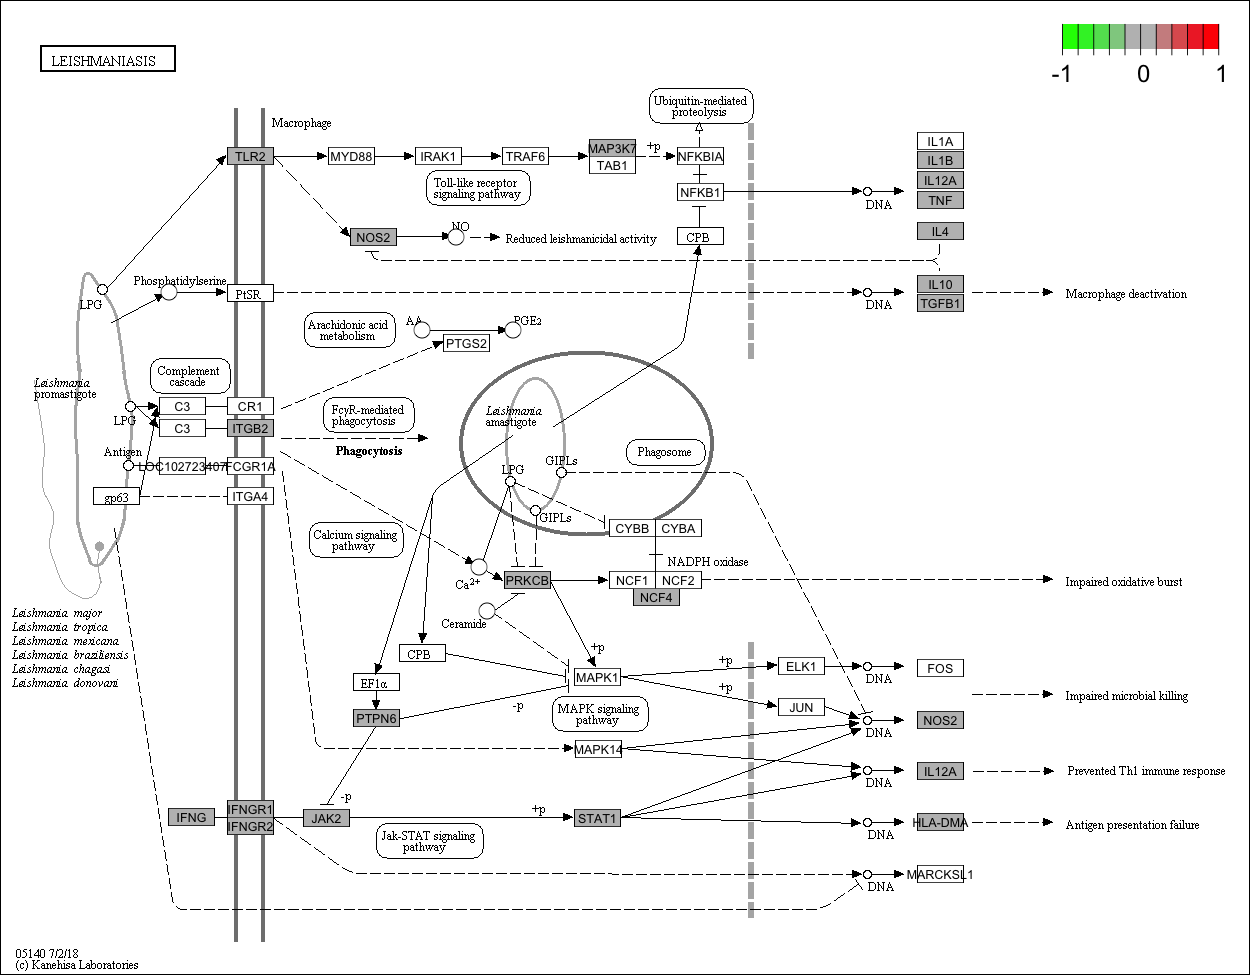 LEISHMANIASIS
-1
0
1
Macrophage
Ubiquitin-mediated
proteolysis
TLR2
MYD88
IRAK1
TRAF6
MAP3K7
TAB1
+p
NFKBIA
IL1A
IL1B
IL12A
TNF
Toll-like receptor
signaling pathway
NFKB1
DNA
NOS2
NO
Reduced leishmanicidal activity
CPB
IL4
Phosphatidylserine
LPG
PtSR
DNA
IL10
TGFB1
Macrophage deactivation
Arachidonic acid
metabolism
AA
PGE2
PTGS2
Complement
cascade
Leishmania
promastigote
LPG
C3
CR1
C3
ITGB2
FcγR-mediated
phagocytosis
Phagocytosis
Leishmania
amastigote
Phagosome
Antigen
LOC102723407
FCGR1A
gp63
ITGA4
LPG
GIPLs
GIPLs
CYBB
CYBA
Calcium signaling
pathway
NADPH oxidase
Ca2+
PRKCB
NCF1
NCF2
NCF4
Impaired oxidative burst
Ceramide
Leishmania major
Leishmania tropica
Leishmania mexicana
Leishmania braziliensis
Leishmania chagasi
Leishmania donovani
CPB
+p
MAPK1
+p
ELK1
DNA
FOS
EF1α
+p
Impaired microbial killing
PTPN6
-p
MAPK signaling
pathway
JUN
DNA
NOS2
MAPK14
DNA
IL12A
Prevented Th1 immune response
-p
+p
IFNG
IFNGR1
IFNGR2
JAK2
STAT1
DNA
HLA-DMA
Antigen presentation failure
Jak-STAT signaling
pathway
DNA
MARCKSL1
05140 7/2/18
(c) Kanehisa Laboratories